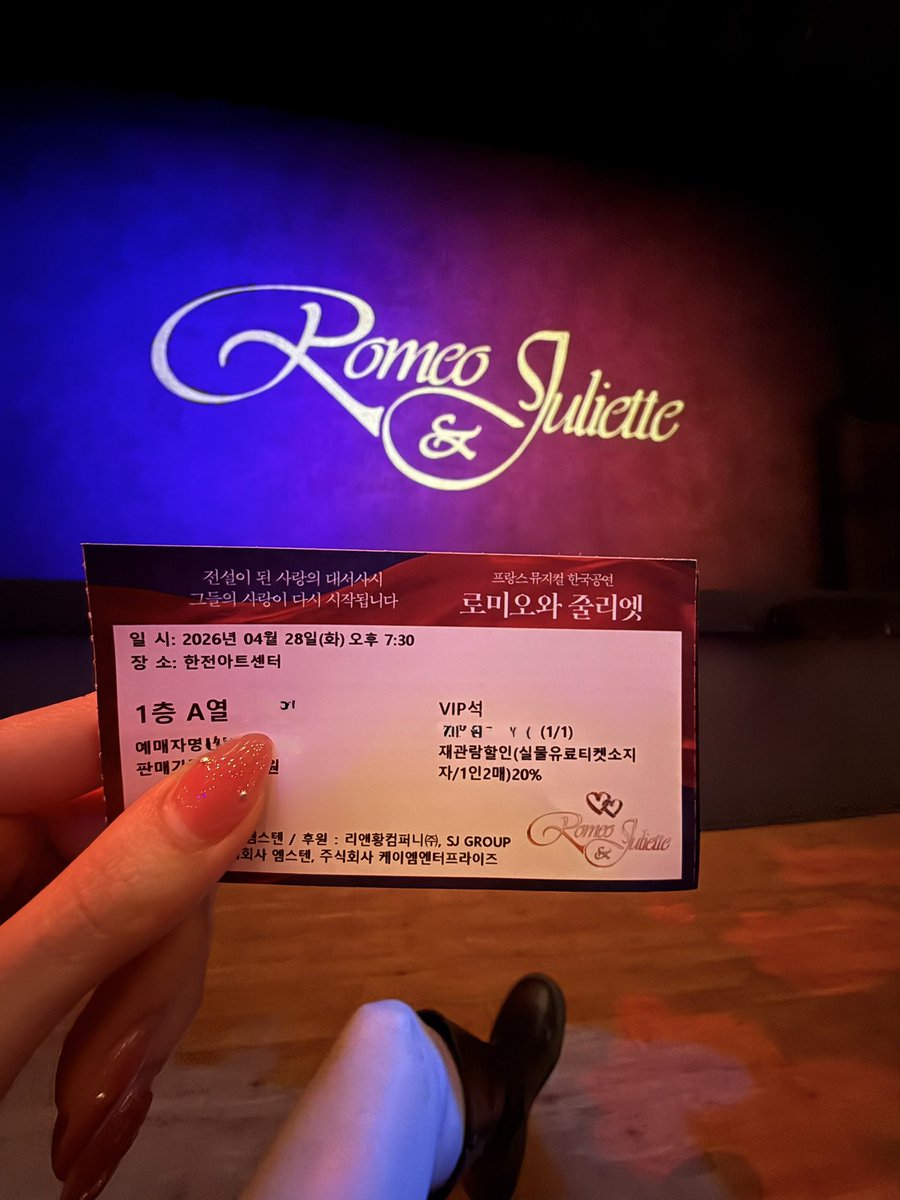 Romeo
& Juliette
전설이 된 사랑의 대서사시
그들의 사랑이 다시 시작됩니다
프랑스 뮤지컬 한국공연
로미오와 줄리엣
일 시: 2026년 04월 28일(화) 오후 7:30
장 소: 한전아트센터
1층 A열
예매자명
원
VIP석
(1/1)
재관람할인(실물유료티켓소지
자/1인2매)20%
엠스텐 / 후원 : 리앤황컴퍼니㈜, SJ GROUP
엠스텐, 주식회사 케이엠엔터프라이즈
Romeo
& Juliette